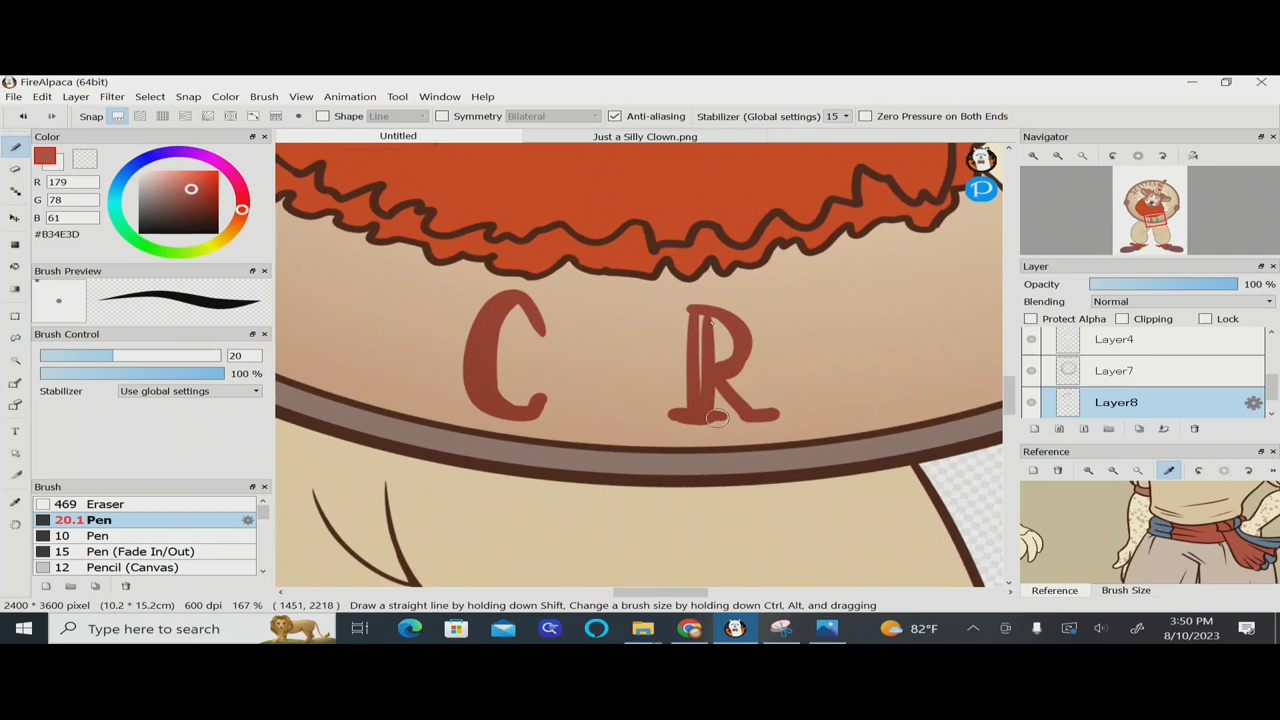 FireAlpaca (64bit)
File Edit Layer Filter Select Snap Color Brush View Animation Tool Window Help
Snap Shape Line Symmetry Bilateral Anti-aliasing Stabilizer (Global settings) 15 Zero Pressure on Both Ends
Color
Untitled
Just a Silly Clown.png
Navigator
R 179
G 78
B 61
#B34E3D
P
Brush Preview
Layer
Opacity 100 %
Blending Normal
Protect Alpha Clipping Lock
Brush Control
20
100 %
Stabilizer Use global settings
Layer4
Layer7
Layer8
C R
Reference
Brush
469 Eraser
20.1 Pen
10 Pen
15 Pen (Fade In/Out)
12 Pencil (Canvas)
Reference Brush Size
2400 * 3600 pixel (10.2 * 15.2cm) 600 dpi 167 % (1451, 2218) Draw a straight line by holding down Shift, Change a brush size by holding down Ctrl, Alt, and dragging
Type here to search
82°F
3:50 PM
8/10/2023